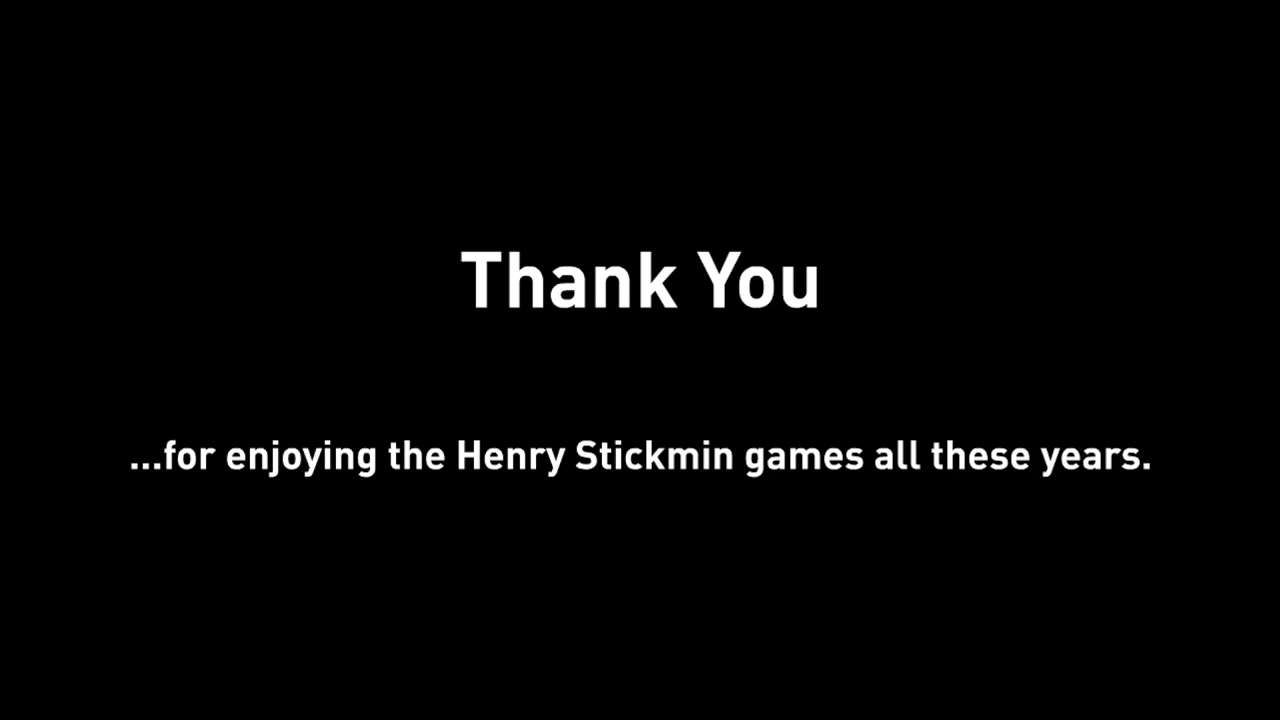 Thank You
...for enjoying the Henry Stickmin games all these years.